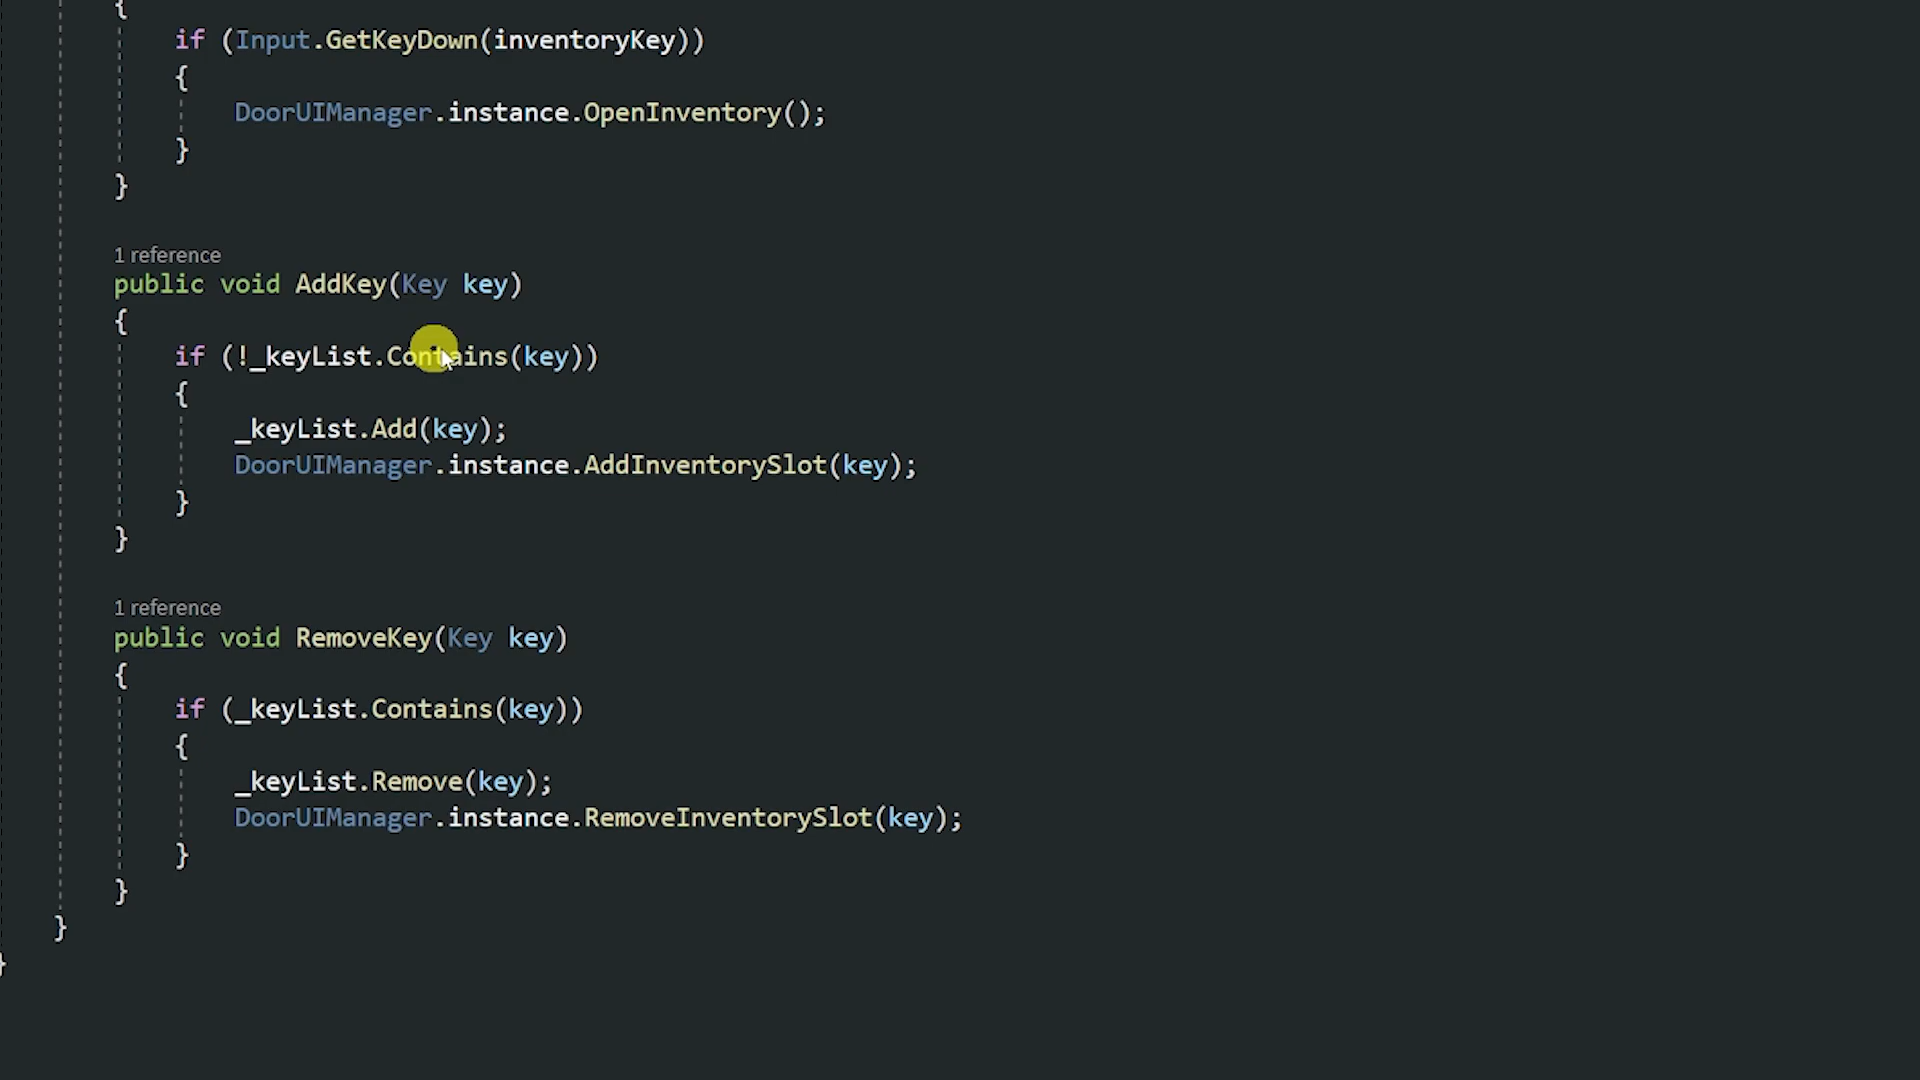 {
if (Input.GetKeyDown(inventoryKey))
{
DoorUIManager.instance.OpenInventory();
}
}
1 reference
public void AddKey(Key key)
{
if (!_keyList.Contains(key))
{
_keyList.Add(key);
DoorUIManager.instance.AddInventorySlot(key);
}
}
1 reference
public void RemoveKey(Key key)
{
if (_keyList.Contains(key))
{
_keyList.Remove(key);
DoorUIManager.instance.RemoveInventorySlot(key);
}
}
}
}